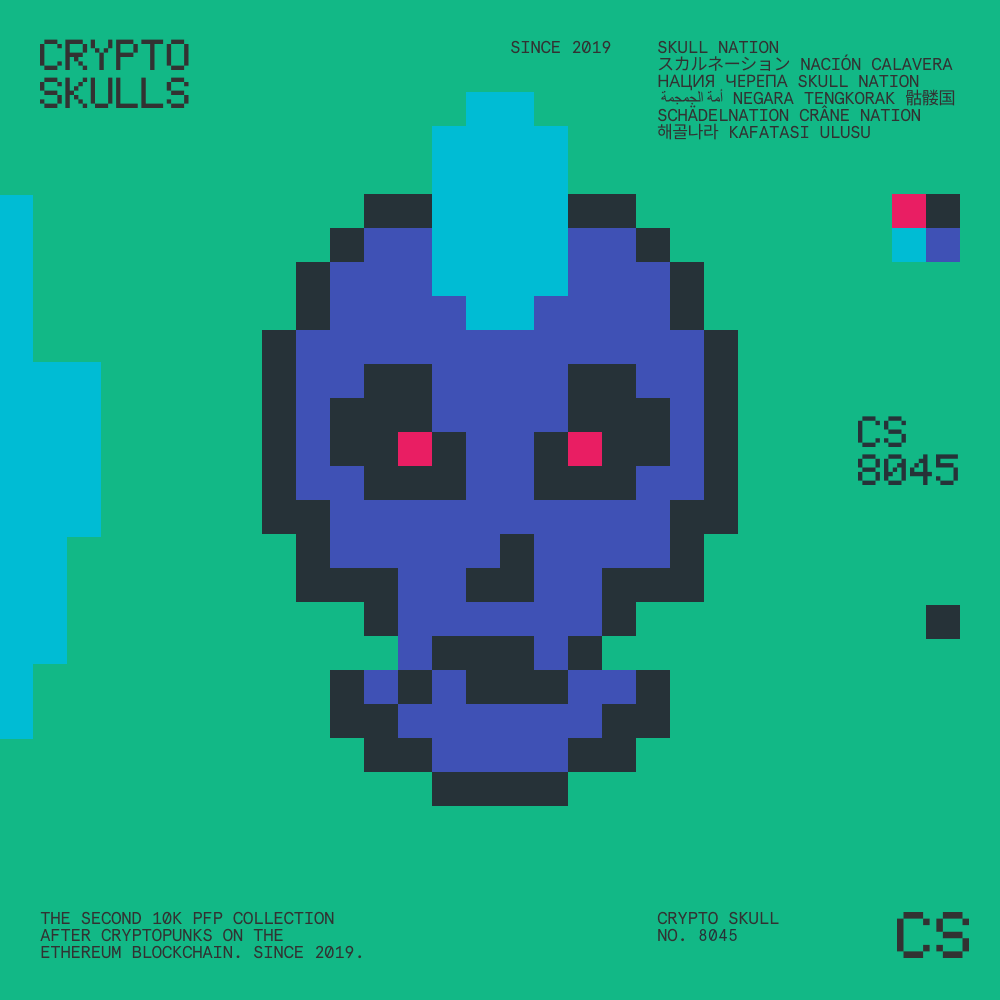 CRYPTO
SKULLS
SINCE 2019
SKULL NATION
スカルネーション NACIÓN CALAVERA
НАЦИЯ ЧЕРЕПА SKULL NATION
أمة الجمجمة NEGARA TENGKORAK 骷髅国
SCHÄDELNATION CRÂNE NATION
해골나라 KAFATASI ULUSU
CS
8045
THE SECOND 10K PFP COLLECTION
AFTER CRYPTOPUNKS ON THE
ETHEREUM BLOCKCHAIN. SINCE 2019.
CRYPTO SKULL
NO. 8045
CS